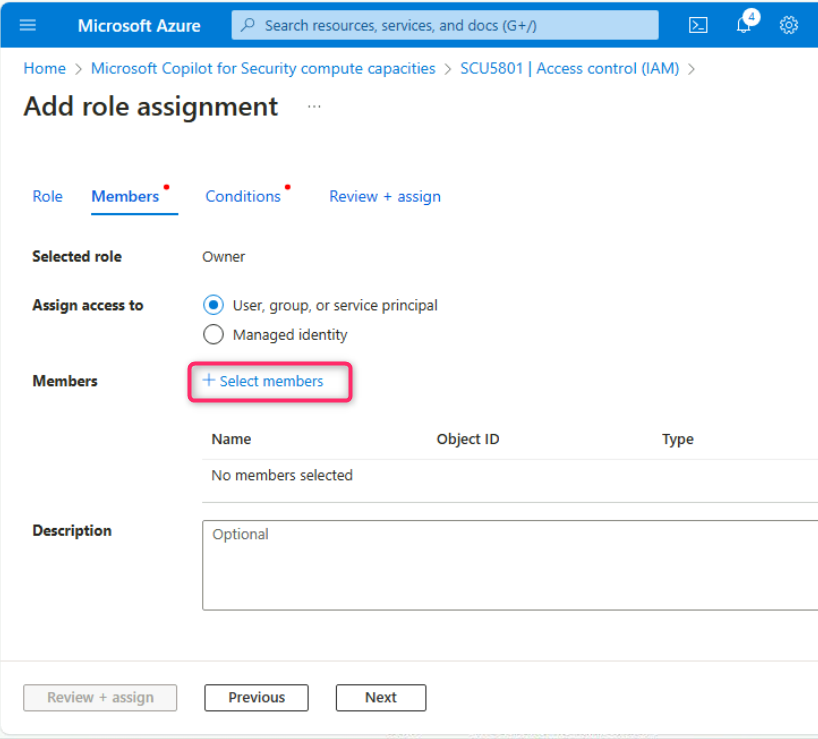 Microsoft Azure
Search resources, services, and docs (G+/)
4
Home > Microsoft Copilot for Security compute capacities > SCU5801 | Access control (IAM) >
Add role assignment ...
Role Members Conditions Review + assign
Selected role Owner
Assign access to User, group, or service principal
Managed identity
Members + Select members
Name Object ID Type
No members selected
Description Optional
Review + assign Previous Next